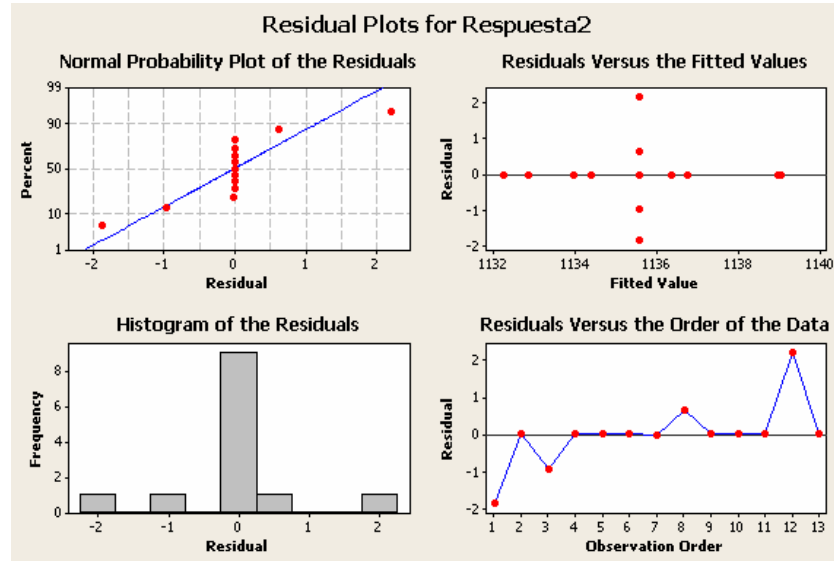 Residual Plots for Respuesta2
Normal Probability Plot of the Residuals
99
90
50
10
1
Percent
-2 -1 0 1 2
Residual
Residuals Versus the Fitted Values
2
1
0
-1
-2
Residual
1132 1134 1136 1138 1140
Fitted Value
Histogram of the Residuals
8
6
4
2
0
Frequency
-2 -1 0 1 2
Residual
Residuals Versus the Order of the Data
2
1
0
-1
-2
Residual
1 2 3 4 5 6 7 8 9 10 11 12 13
Observation Order